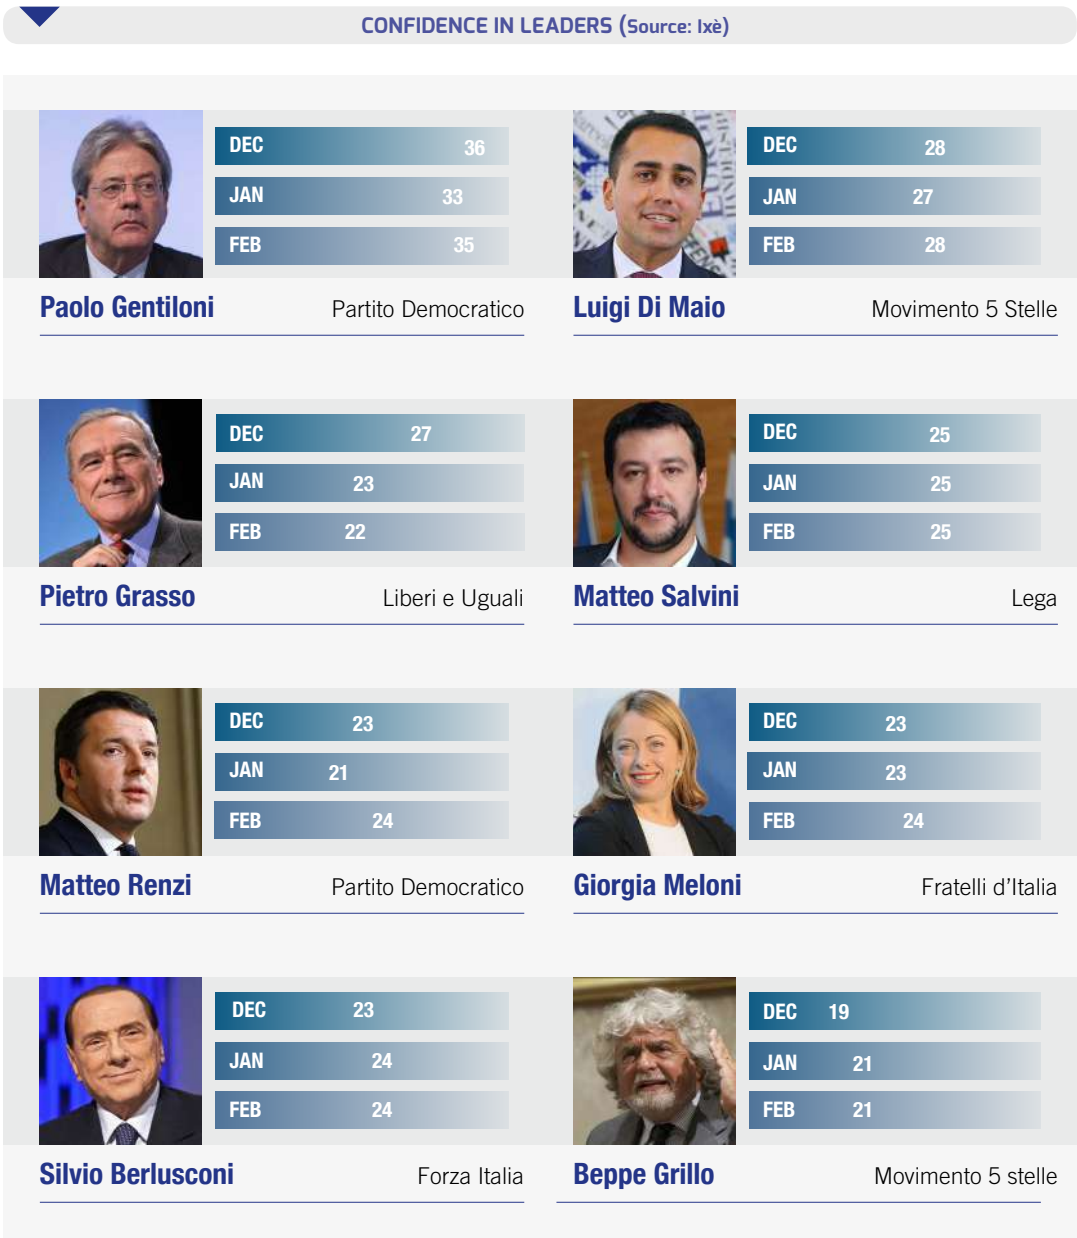 CONFIDENCE IN LEADERS (Source: Ixè)
DEC 36
JAN 33
FEB 35
Paolo Gentiloni Partito Democratico
DEC 28
JAN 27
FEB 28
Luigi Di Maio Movimento 5 Stelle
DEC 27
JAN 23
FEB 22
Pietro Grasso Liberi e Uguali
DEC 25
JAN 25
FEB 25
Matteo Salvini Lega
DEC 23
JAN 21
FEB 24
Matteo Renzi Partito Democratico
DEC 23
JAN 23
FEB 24
Giorgia Meloni Fratelli d'Italia
DEC 23
JAN 24
FEB 24
Silvio Berlusconi Forza Italia
DEC 19
JAN 21
FEB 21
Beppe Grillo Movimento 5 stelle